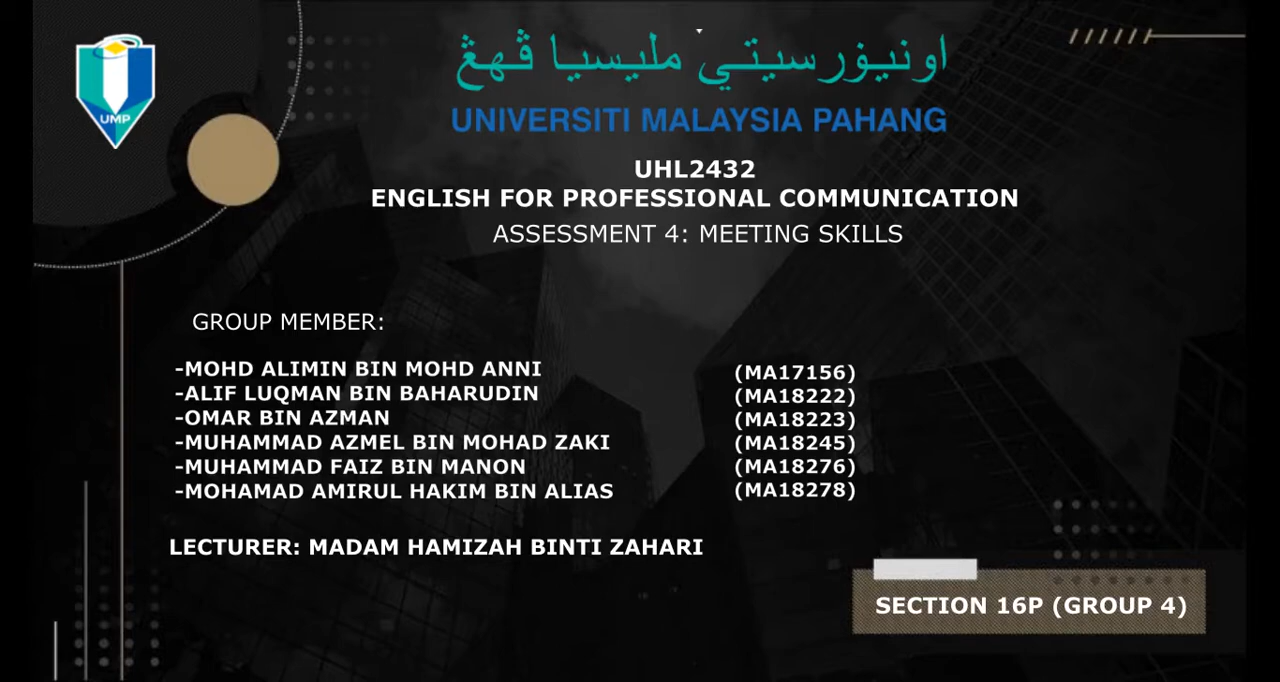 اونيۏرسيتي مليسيا ڤهڠ
UMP
UNIVERSITI MALAYSIA PAHANG
UHL2432
ENGLISH FOR PROFESSIONAL COMMUNICATION
ASSESSMENT 4: MEETING SKILLS
GROUP MEMBER:
-MOHD ALIMIN BIN MOHD ANNI (MA17156)
-ALIF LUQMAN BIN BAHARUDIN (MA18222)
-OMAR BIN AZMAN (MA18223)
-MUHAMMAD AZMEL BIN MOHAD ZAKI (MA18245)
-MUHAMMAD FAIZ BIN MANON (MA18276)
-MOHAMAD AMIRUL HAKIM BIN ALIAS (MA18278)
LECTURER: MADAM HAMIZAH BINTI ZAHARI
SECTION 16P (GROUP 4)